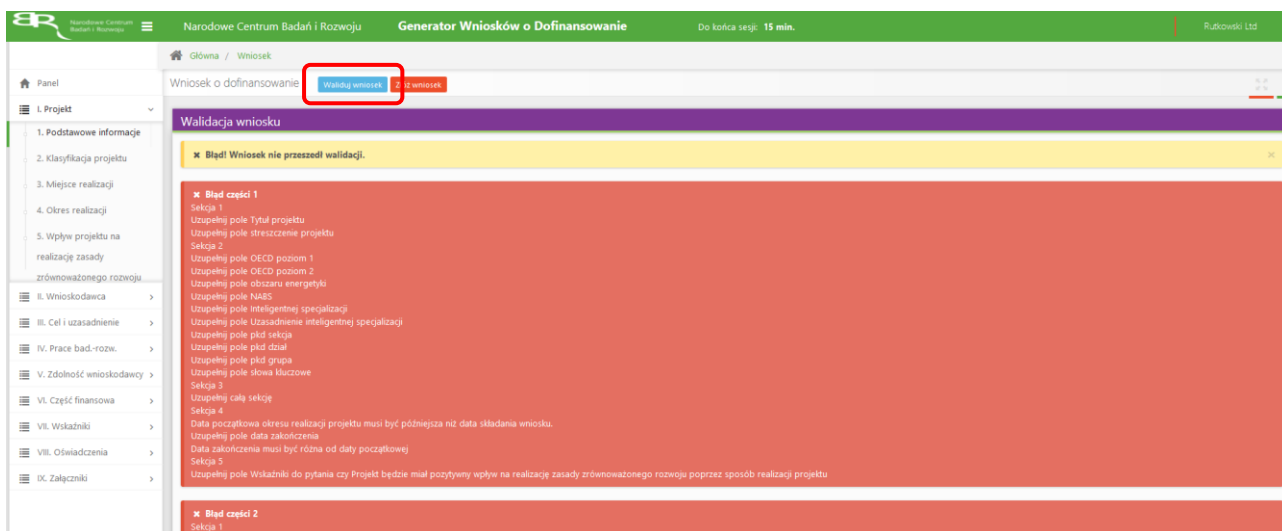 Narodowe Centrum
Badań i Rozwoju
Narodowe Centrum Badań i Rozwoju
Generator Wniosków o Dofinansowanie
Do końca sesji: 15 min.
Rutkowski Ltd
Główna / Wniosek
Panel
Wniosek o dofinansowanie
Waliduj wniosek
Złóż wniosek
I. Projekt
1. Podstawowe informacje
2. Klasyfikacja projektu
3. Miejsce realizacji
4. Okres realizacji
5. Wpływ projektu na
realizację zasady
zrównoważonego rozwoju
II. Wnioskodawca
III. Cel i uzasadnienie
IV. Prace bad.-rozw.
V. Zdolność wnioskodawcy
VI. Część finansowa
VII. Wskaźniki
VIII. Oświadczenia
IX. Załączniki
Walidacja wniosku
Błąd! Wniosek nie przeszedł walidacji.
Błąd części 1
Sekcja 1
Uzupełnij pole Tytuł projektu
Uzupełnij pole streszczenie projektu
Sekcja 2
Uzupełnij pole OECD poziom 1
Uzupełnij pole OECD poziom 2
Uzupełnij pole obszaru energetyki
Uzupełnij pole NABS
Uzupełnij pole Inteligentnej specjalizacji
Uzupełnij pole Uzasadnienie inteligentnej specjalizacji
Uzupełnij pole pkd sekcja
Uzupełnij pole pkd dział
Uzupełnij pole pkd grupa
Uzupełnij pole słowa kluczowe
Sekcja 3
Uzupełnij całą sekcję
Sekcja 4
Data początkowa okresu realizacji projektu musi być późniejsza niż data składania wniosku.
Uzupełnij pole data zakończenia
Data zakończenia musi być różna od daty początkowej
Sekcja 5
Uzupełnij pole Wskaźniki do pytania czy Projekt będzie miał pozytywny wpływ na realizację zasady zrównoważonego rozwoju poprzez sposób realizacji projektu
Błąd części 2
Sekcja 1